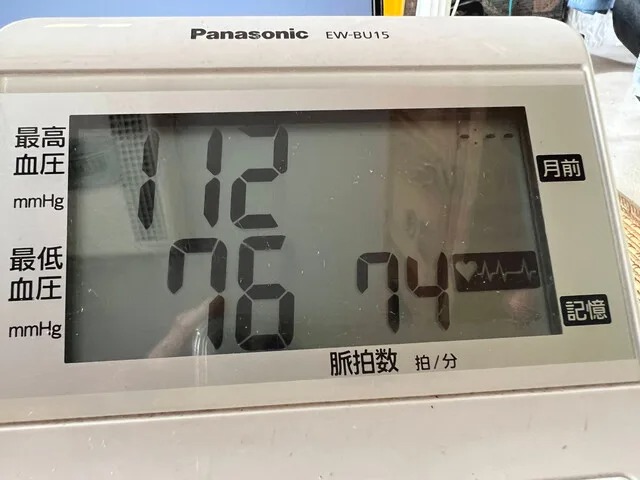 Panasonic EW-BU15
最高
血圧
mmHg
112
月前
最低
血圧
mmHg
76
74
記憶
脈拍数 拍/分